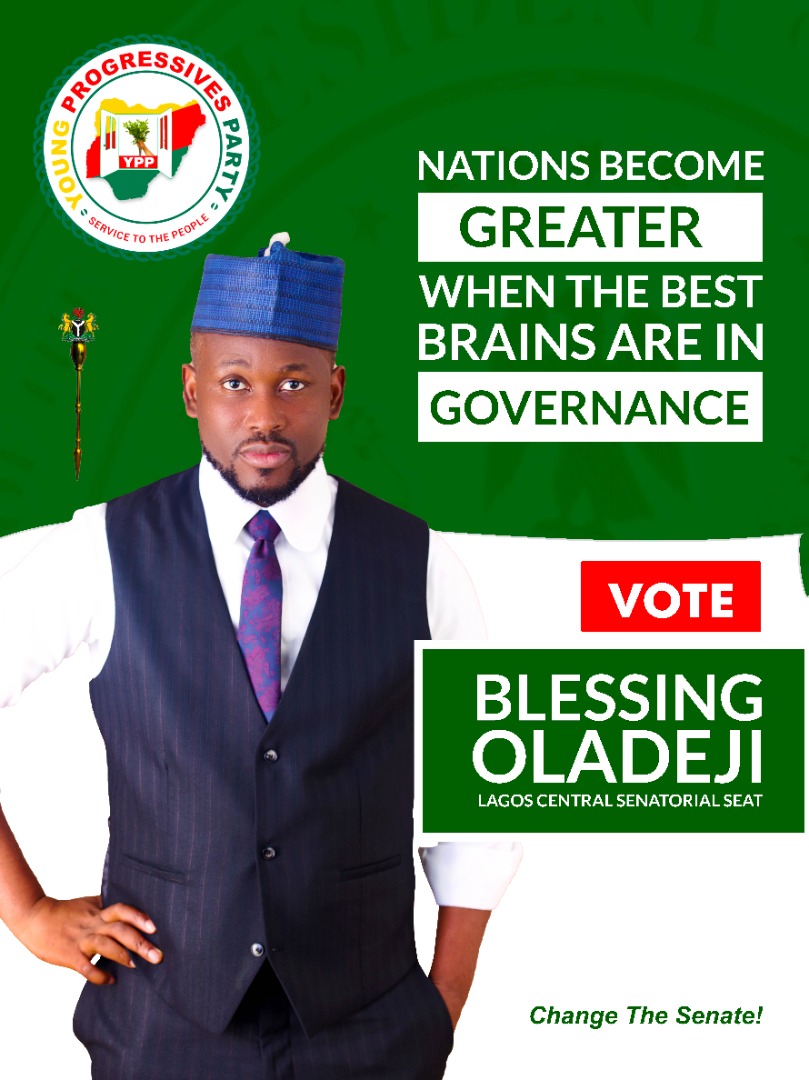 YOUNG PROGRESSIVES PARTY
YPP
SERVICE TO THE PEOPLE
NATIONS BECOME
GREATER
WHEN THE BEST
BRAINS ARE IN
GOVERNANCE
VOTE
BLESSING
OLADEJI
LAGOS CENTRAL SENATORIAL SEAT
Change The Senate!